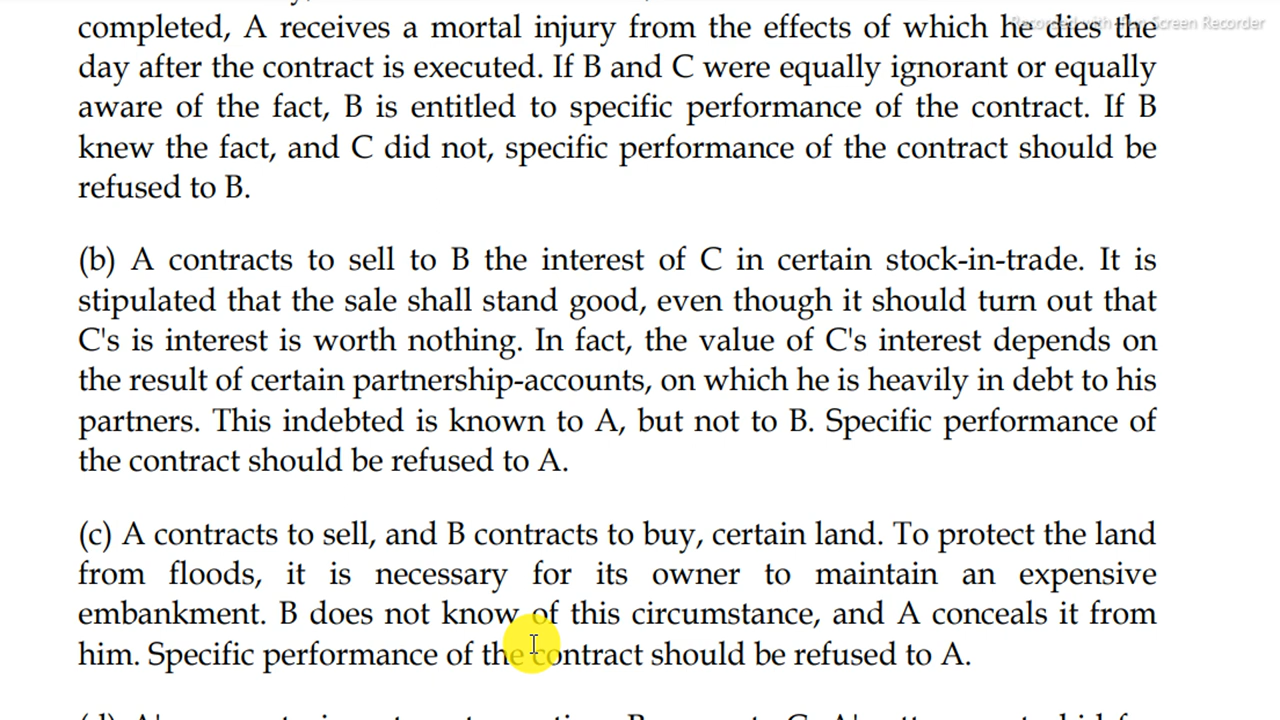 completed, A receives a mortal injury from the effects of which he dies the
day after the contract is executed. If B and C were equally ignorant or equally
aware of the fact, B is entitled to specific performance of the contract. If B
knew the fact, and C did not, specific performance of the contract should be
refused to B.
(b) A contracts to sell to B the interest of C in certain stock-in-trade. It is
stipulated that the sale shall stand good, even though it should turn out that
C's is interest is worth nothing. In fact, the value of C's interest depends on
the result of certain partnership-accounts, on which he is heavily in debt to his
partners. This indebted is known to A, but not to B. Specific performance of
the contract should be refused to A.
(c) A contracts to sell, and B contracts to buy, certain land. To protect the land
from floods, it is necessary for its owner to maintain an expensive
embankment. B does not know of this circumstance, and A conceals it from
him. Specific performance of the contract should be refused to A.